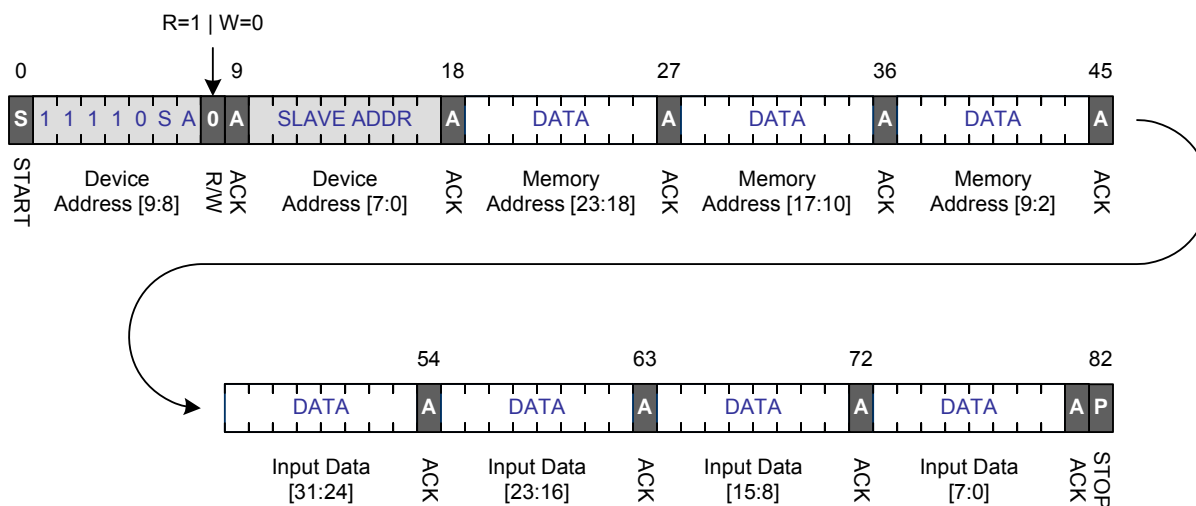 R=1 | W=0
0 9 18 27 36 45
S 1 1 1 1 0 S A 0 A SLAVE ADDR A DATA A DATA A DATA A
START Device Address [9:8] R/W ACK Device Address [7:0] ACK Memory Address [23:18] ACK Memory Address [17:10] ACK Memory Address [9:2] ACK
54 63 72 82
DATA A DATA A DATA A DATA A P
Input Data [31:24] ACK Input Data [23:16] ACK Input Data [15:8] ACK Input Data [7:0] ACK STOP